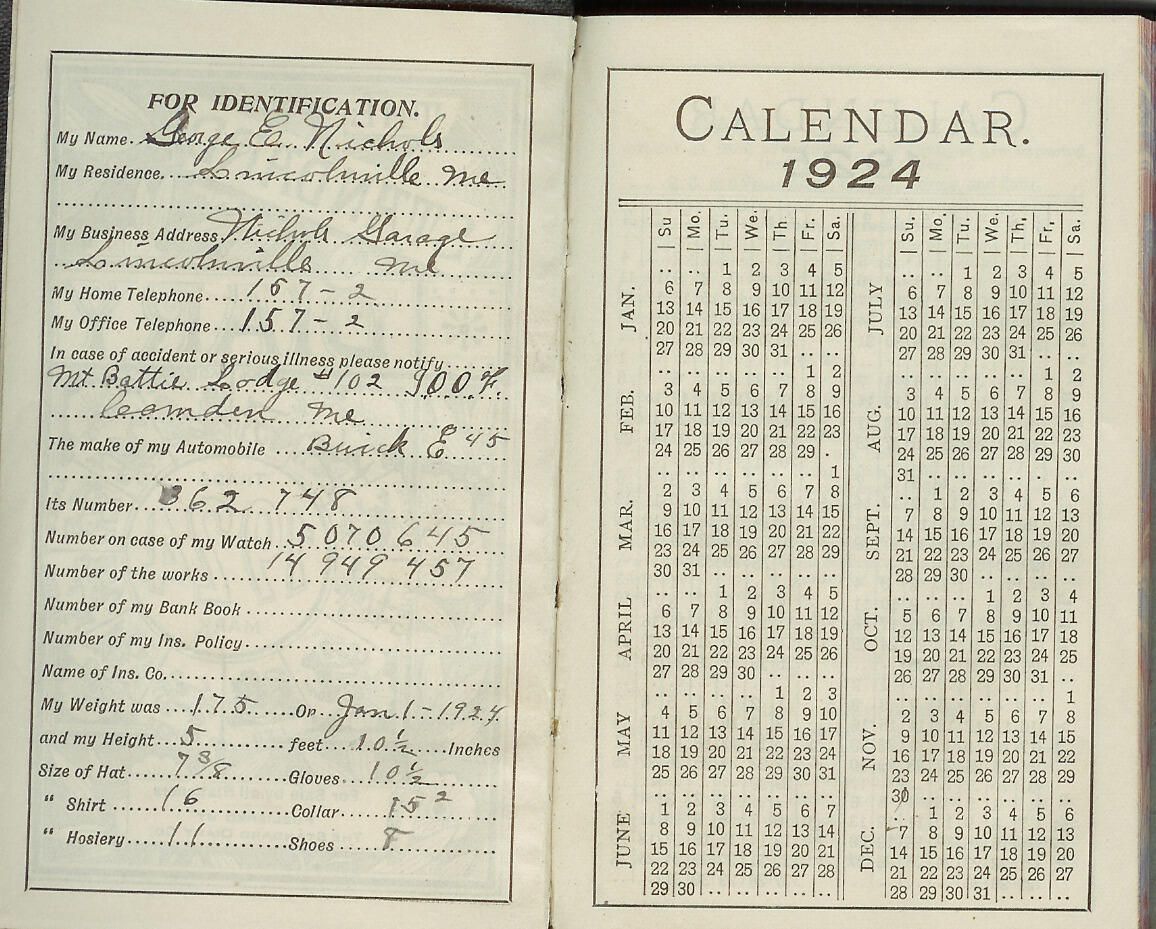 FOR IDENTIFICATION.
My Name. George E. Nichols
My Residence. Lincolnville Me.
My Business Address Nichols Garage
Lincolnville Me
My Home Telephone 157-2
My Office Telephone 157-2
In case of accident or serious illness please notify
Mt. Battie Lodge #102 I.O.O.F.
Camden Me
The make of my Automobile Buick E 45
Its Number 362 748
Number on case of my Watch 5070645
Number of the works 14 949 457
Number of my Bank Book
Number of my Ins. Policy
Name of Ins. Co.
My Weight was 175 On Jan 1-1924
and my Height 5 feet 10 1/2 Inches
Size of Hat 7 3/8 Gloves 10 1/2
" Shirt 16 Collar 15 2
" Hosiery 11 Shoes 8
CALENDAR.
1924
Su Mo. Tu. We. Th. Fr. Sa.
JAN.
.. .. 1 2 3 4 5
6 7 8 9 10 11 12
13 14 15 16 17 18 19
20 21 22 23 24 25 26
27 28 29 30 31 .. ..
FEB.
.. .. .. .. .. 1 2
3 4 5 6 7 8 9
10 11 12 13 14 15 16
17 18 19 20 21 22 23
24 25 26 27 28 29 .
MAR.
.. .. .. .. .. .. 1
2 3 4 5 6 7 8
9 10 11 12 13 14 15
16 17 18 19 20 21 22
23 24 25 26 27 28 29
30 31 .. .. .. .. ..
APRIL
.. .. 1 2 3 4 5
6 7 8 9 10 11 12
13 14 15 16 17 18 19
20 21 22 23 24 25 26
27 28 29 30 .. .. ..
MAY
.. .. .. .. 1 2 3
4 5 6 7 8 9 10
11 12 13 14 15 16 17
18 19 20 21 22 23 24
25 26 27 28 29 30 31
JUNE
.. .. .. .. .. .. ..
1 2 3 4 5 6 7
8 9 10 11 12 13 14
15 16 17 18 19 20 21
22 23 24 25 26 27 28
29 30 .. .. .. .. ..
Su. Mo. Tu. We. Th, Fr, Sa.
JULY
.. .. 1 2 3 4 5
6 7 8 9 10 11 12
13 14 15 16 17 18 19
20 21 22 23 24 25 26
27 28 29 30 31 .. ..
AUG.
.. .. .. .. .. 1 2
3 4 5 6 7 8 9
10 11 12 13 14 15 16
17 18 19 20 21 22 23
24 25 26 27 28 29 30
31 .. .. .. .. .. ..
SEPT.
.. 1 2 3 4 5 6
7 8 9 10 11 12 13
14 15 16 17 18 19 20
21 22 23 24 25 26 27
28 29 30 .. .. .. ..
OCT.
.. .. .. 1 2 3 4
5 6 7 8 9 10 11
12 13 14 15 16 17 18
19 20 21 22 23 24 25
26 27 28 29 30 31 ..
NOV.
.. .. .. .. .. .. 1
2 3 4 5 6 7 8
9 10 11 12 13 14 15
16 17 18 19 20 21 22
23 24 25 26 27 28 29
30 .. .. .. .. .. ..
DEC.
.. 1 2 3 4 5 6
7 8 9 10 11 12 13
14 15 16 17 18 19 20
21 22 23 24 25 26 27
28 29 30 31 .. .. ..